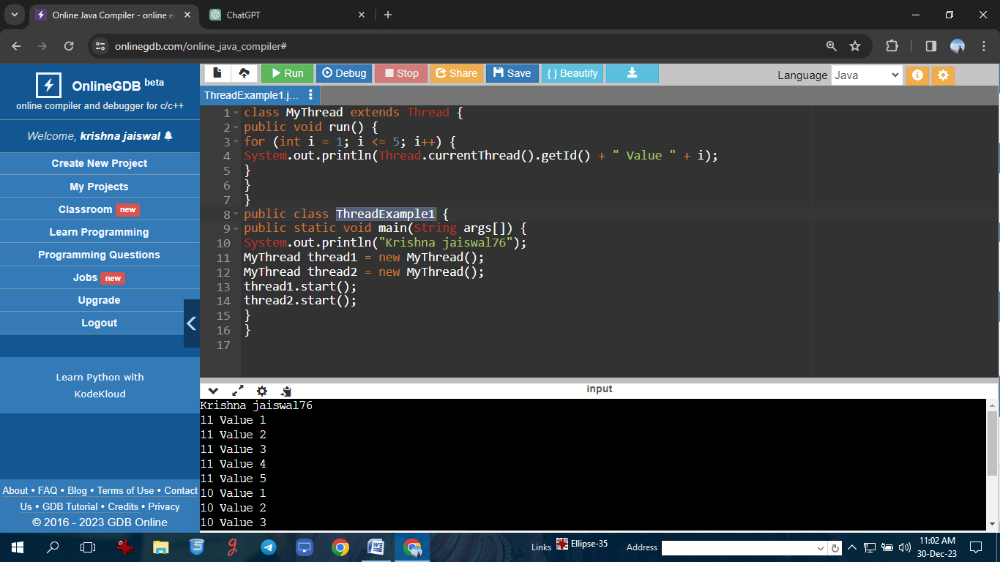 Online Java Compiler - online e
ChatGPT
onlinegdb.com/online_java_compiler#
OnlineGDB beta
online compiler and debugger for c/c++
Welcome, krishna jaiswal
Create New Project
My Projects
Classroom new
Learn Programming
Programming Questions
Jobs new
Upgrade
Logout
Learn Python with
KodeKloud
About • FAQ • Blog • Terms of Use • Contact
Us • GDB Tutorial • Credits • Privacy
© 2016 - 2023 GDB Online
Run Debug Stop Share Save { } Beautify
Language Java
ThreadExample1.j...
1 class MyThread extends Thread {
2 public void run() {
3 for (int i = 1; i <= 5; i++) {
4 System.out.println(Thread.currentThread().getId() + " Value " + i);
5 }
6 }
7 }
8 public class ThreadExample1 {
9 public static void main(String args[]) {
10 System.out.println("Krishna jaiswal76");
11 MyThread thread1 = new MyThread();
12 MyThread thread2 = new MyThread();
13 thread1.start();
14 thread2.start();
15 }
16 }
17
input
Krishna jaiswal76
11 Value 1
11 Value 2
11 Value 3
11 Value 4
11 Value 5
10 Value 1
10 Value 2
10 Value 3
Links Ellipse-35 Address
11:02 AM
30-Dec-23